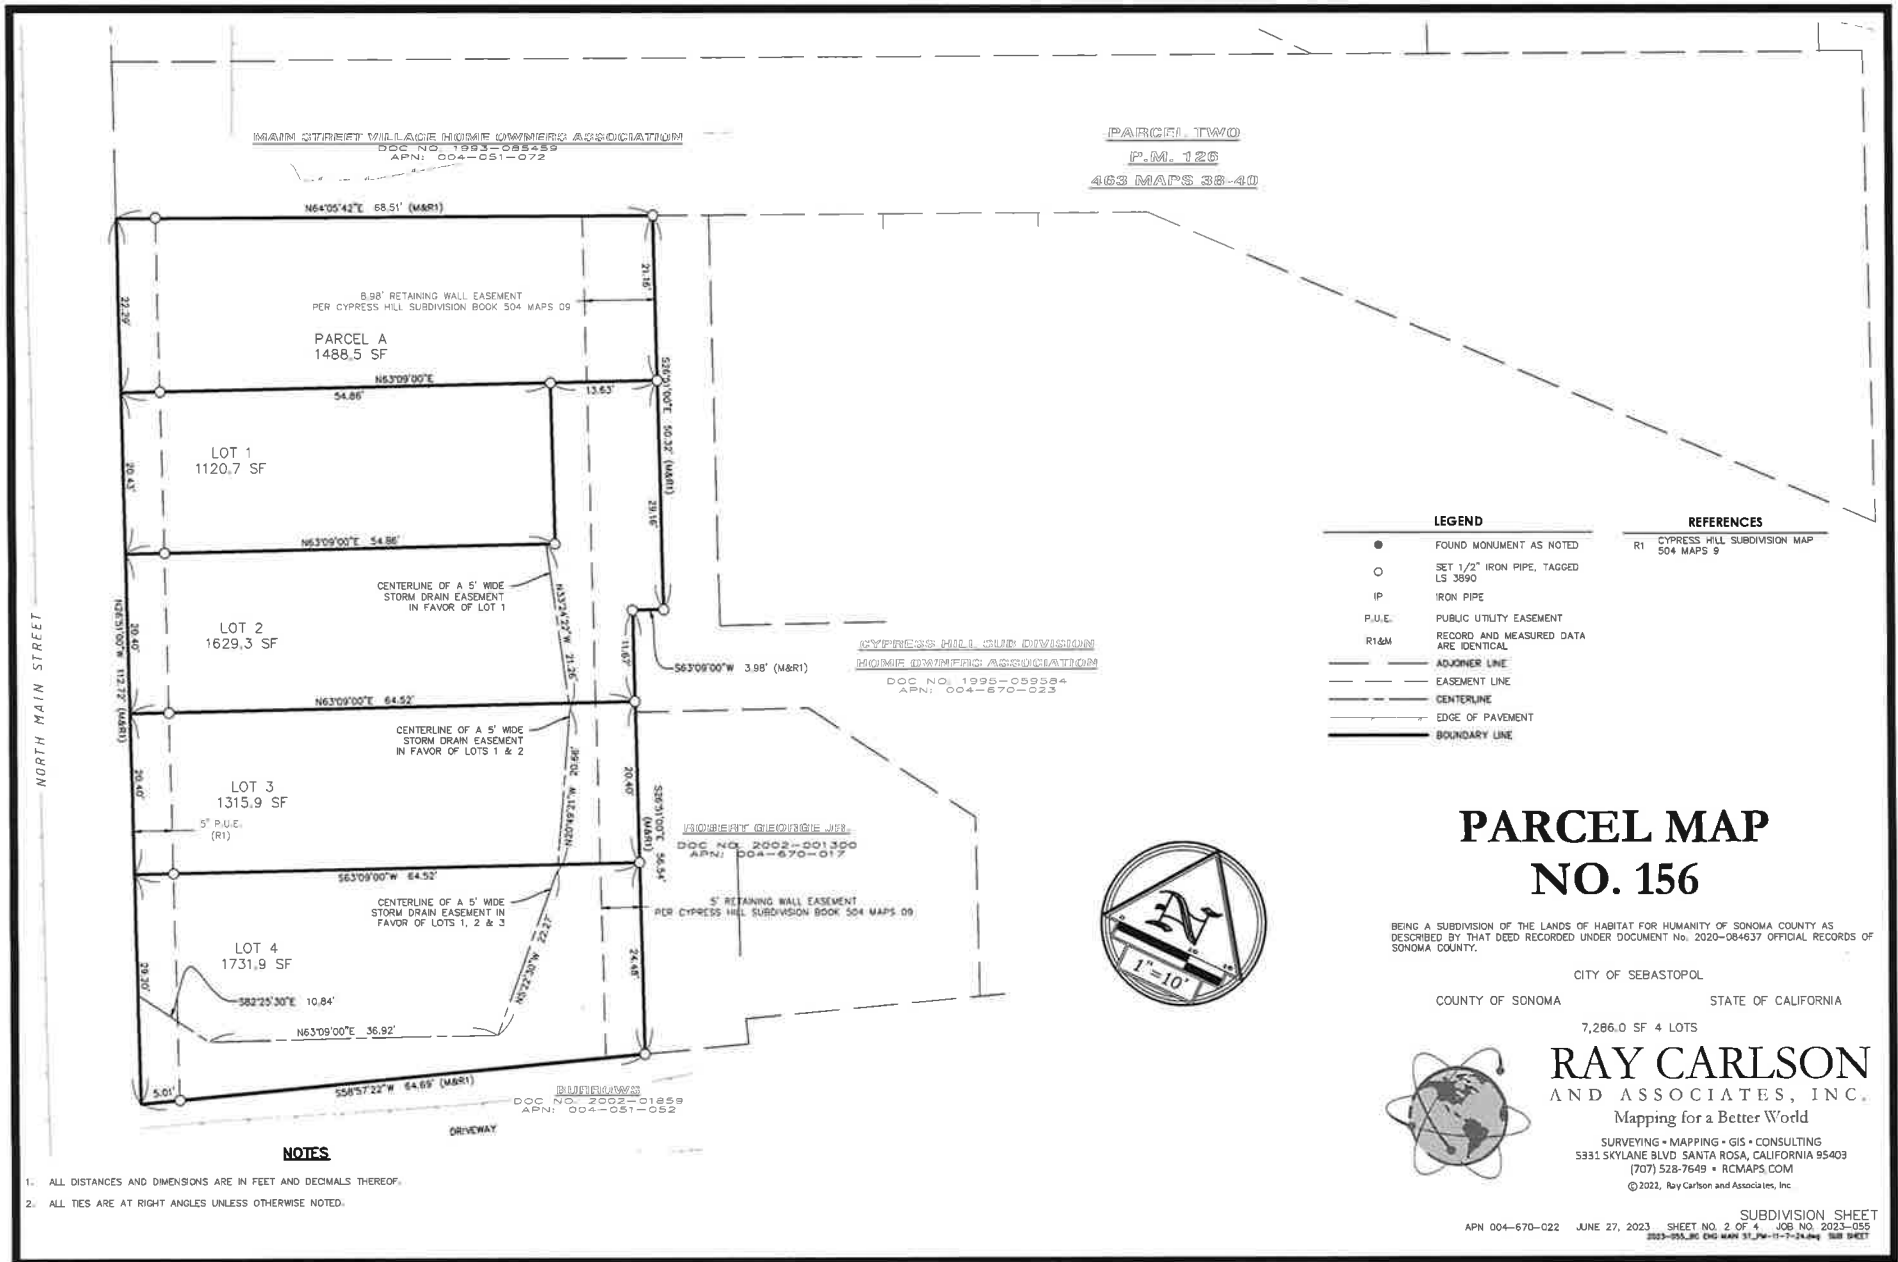 MAIN STREET VILLAGE HOME OWNERS ASSOCIATION
DOC NO. 1993-085459
APN: 004-051-072
PARCEL TWO
P.M. 126
463 MAPS 38-40
N64°05'42"E 68.51' (M&R1)
22.29'
21.16'
8.98' RETAINING WALL EASEMENT
PER CYPRESS HILL SUBDIVISION BOOK 504 MAPS 09
PARCEL A
1488.5 SF
N63°09'00"E
54.86'
13.63'
S26°51'00"E 50.32' (M&R1)
LOT 1
1120.7 SF
20.43'
29.16'
N63°09'00"E 54.86'
CENTERLINE OF A 5' WIDE
STORM DRAIN EASEMENT
IN FAVOR OF LOT 1
N33°24'22"W 21.26'
LOT 2
1629.3 SF
20.40'
11.67'
S63°09'00"W 3.98' (M&R1)
N26°51'00"W 112.72' (M&R1)
NORTH MAIN STREET
N63°09'00"E 64.52'
CENTERLINE OF A 5' WIDE
STORM DRAIN EASEMENT
IN FAVOR OF LOTS 1 & 2
N20°49'21"W 20.66'
LOT 3
1315.9 SF
20.40'
20.40'
5' P.U.E.
(R1)
S26°51'00"E 56.54'
(M&R1)
CYPRESS HILL SUB DIVISION
HOME OWNERS ASSOCIATION
DOC NO. 1995-059584
APN: 004-670-023
ROBERT GEORGE JR.
DOC NO. 2002-001300
APN: 004-670-017
S63°09'00"W 64.52'
CENTERLINE OF A 5' WIDE
STORM DRAIN EASEMENT IN
FAVOR OF LOTS 1, 2 & 3
5' RETAINING WALL EASEMENT
PER CYPRESS HILL SUBDIVISION BOOK 504 MAPS 09
N5°22'30"W 22.27'
LOT 4
1731.9 SF
29.20'
24.48'
S82°25'30"E 10.84'
N63°09'00"E 36.92'
5.01'
S58°57'22"W 64.69' (M&R1)
BURROWS
DOC NO. 2002-01859
APN: 004-051-052
DRIVEWAY
NOTES
1. ALL DISTANCES AND DIMENSIONS ARE IN FEET AND DECIMALS THEREOF.
2. ALL TIES ARE AT RIGHT ANGLES UNLESS OTHERWISE NOTED.
LEGEND
FOUND MONUMENT AS NOTED
SET 1/2" IRON PIPE, TAGGED
LS 3890
IP IRON PIPE
P.U.E. PUBLIC UTILITY EASEMENT
R1&M RECORD AND MEASURED DATA
ARE IDENTICAL
ADJOINER LINE
EASEMENT LINE
CENTERLINE
EDGE OF PAVEMENT
BOUNDARY LINE
REFERENCES
R1 CYPRESS HILL SUBDIVISION MAP
504 MAPS 9
N
1"=10'
PARCEL MAP
NO. 156
BEING A SUBDIVISION OF THE LANDS OF HABITAT FOR HUMANITY OF SONOMA COUNTY AS
DESCRIBED BY THAT DEED RECORDED UNDER DOCUMENT No. 2020-084637 OFFICIAL RECORDS OF
SONOMA COUNTY.
CITY OF SEBASTOPOL
COUNTY OF SONOMA STATE OF CALIFORNIA
7,286.0 SF 4 LOTS
RAY CARLSON
AND ASSOCIATES, INC.
Mapping for a Better World
SURVEYING • MAPPING • GIS • CONSULTING
5331 SKYLANE BLVD SANTA ROSA, CALIFORNIA 95403
(707) 528-7649 • RCMAPS.COM
© 2022, Ray Carlson and Associates, Inc
SUBDIVISION SHEET
APN 004-670-022 JUNE 27, 2023 SHEET NO. 2 OF 4 JOB NO. 2023-055